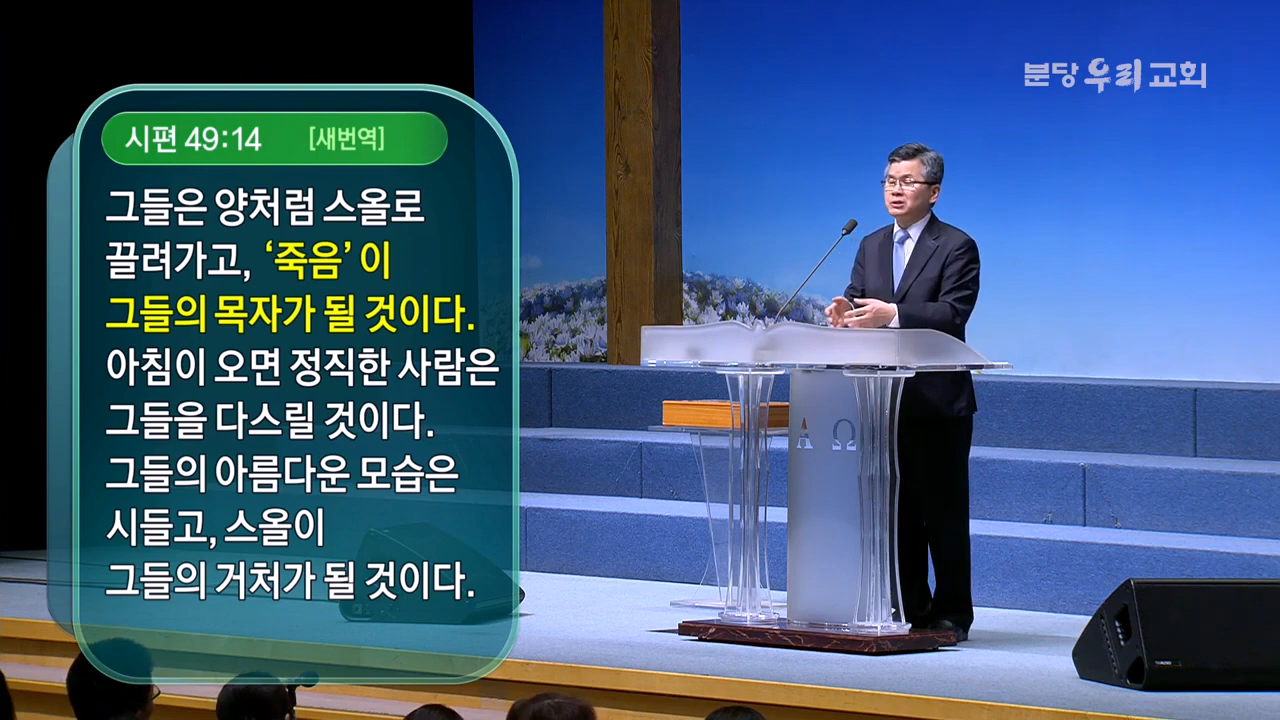 분당우리교회
시편 49:14 [새번역]
그들은 양처럼 스올로
끌려가고, ‘죽음’이
그들의 목자가 될 것이다.
아침이 오면 정직한 사람은
그들을 다스릴 것이다.
그들의 아름다운 모습은
시들고, 스올이
그들의 거처가 될 것이다.
Α Ω